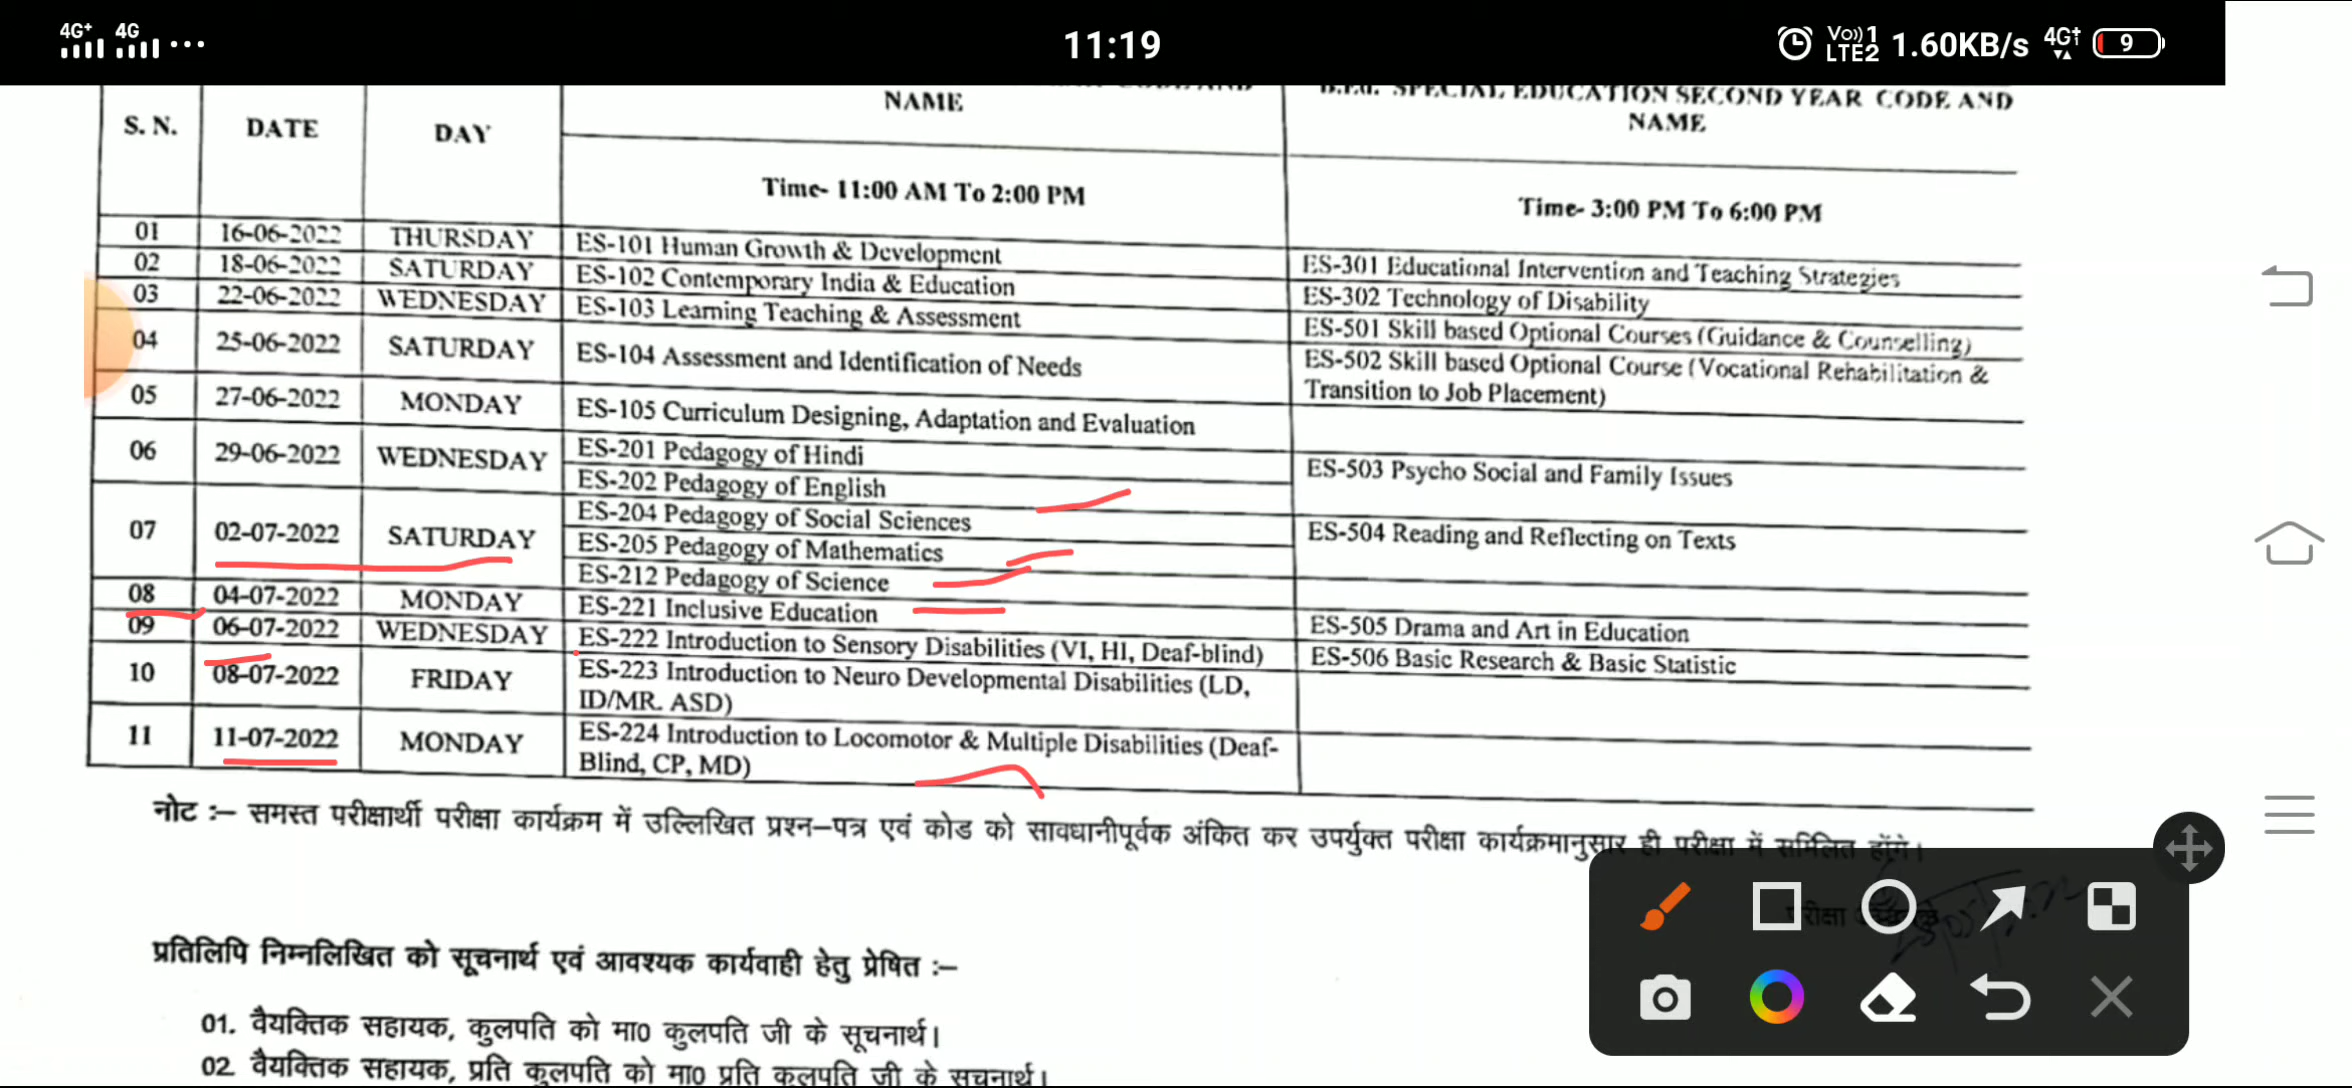 4G+ 4G
11:19
Vo)) 1
LTE2 1.60KB/s 4G+ 9
S. N. DATE DAY NAME B.Ed. SPECIAL EDUCATION SECOND YEAR CODE AND
NAME
Time- 11:00 AM To 2:00 PM Time- 3:00 PM To 6:00 PM
01 16-06-2022 THURSDAY ES-101 Human Growth & Development ES-301 Educational Intervention and Teaching Strategies
02 18-06-2022 SATURDAY ES-102 Contemporary India & Education ES-302 Technology of Disability
03 22-06-2022 WEDNESDAY ES-103 Learning Teaching & Assessment ES-501 Skill based Optional Courses (Guidance & Counselling)
04 25-06-2022 SATURDAY ES-104 Assessment and Identification of Needs ES-502 Skill based Optional Course (Vocational Rehabilitation &
Transition to Job Placement)
05 27-06-2022 MONDAY ES-105 Curriculum Designing, Adaptation and Evaluation
06 29-06-2022 WEDNESDAY ES-201 Pedagogy of Hindi ES-503 Psycho Social and Family Issues
ES-202 Pedagogy of English
07 02-07-2022 SATURDAY ES-204 Pedagogy of Social Sciences ES-504 Reading and Reflecting on Texts
ES-205 Pedagogy of Mathematics
ES-212 Pedagogy of Science
08 04-07-2022 MONDAY ES-221 Inclusive Education ES-505 Drama and Art in Education
09 06-07-2022 WEDNESDAY ES-222 Introduction to Sensory Disabilities (VI, HI, Deaf-blind) ES-506 Basic Research & Basic Statistic
10 08-07-2022 FRIDAY ES-223 Introduction to Neuro Developmental Disabilities (LD,
ID/MR. ASD)
11 11-07-2022 MONDAY ES-224 Introduction to Locomotor & Multiple Disabilities (Deaf-
Blind, CP, MD)
नोट :– समस्त परीक्षार्थी परीक्षा कार्यक्रम में उल्लिखित प्रश्न–पत्र एवं कोड को सावधानीपूर्वक अंकित कर उपर्युक्त परीक्षा कार्यक्रमानुसार ही परीक्षा में सम्मिलित होंगे।
परीक्षा
प्रतिलिपि निम्नलिखित को सूचनार्थ एवं आवश्यक कार्यवाही हेतु प्रेषित :–
01. वैयक्तिक सहायक, कुलपति को मा0 कुलपति जी के सूचनार्थ।
02. वैयक्तिक सहायक, प्रति कुलपति को मा0 प्रति कुलपति जी के सूचनार्थ।